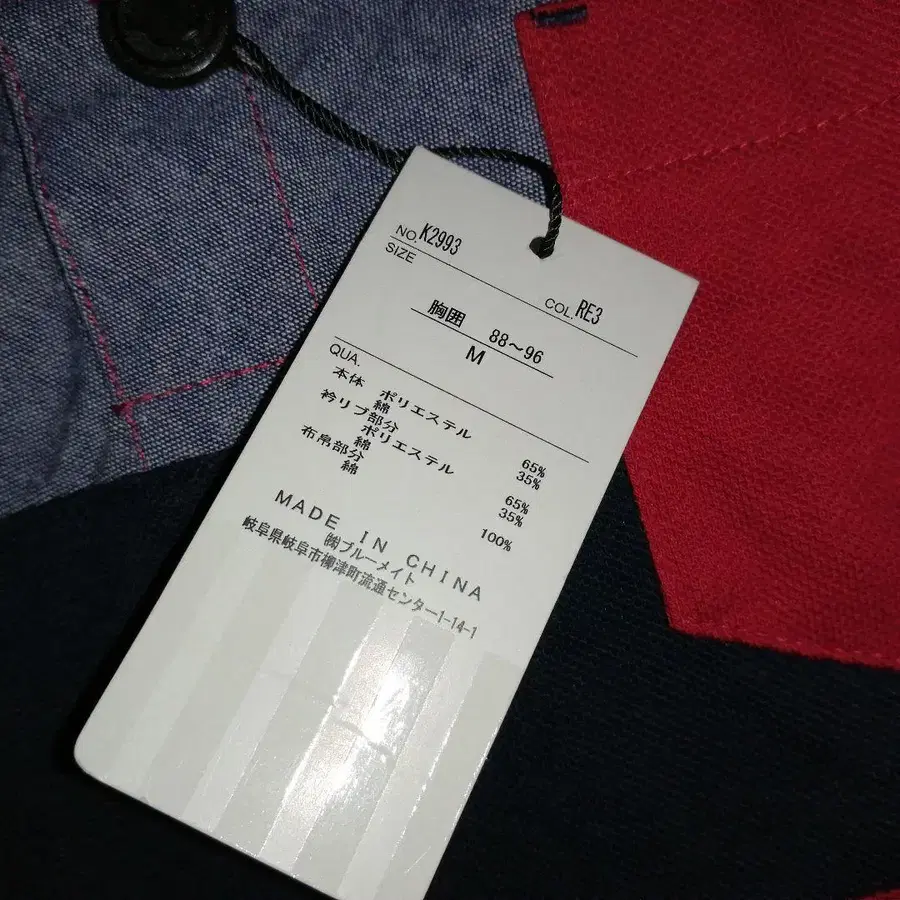 NO. K2993
SIZE
COL. RE3
胸囲 88～96
M
QUA.
本体 ポリエステル 65%
綿 35%
衿リブ部分
ポリエステル 65%
綿 35%
布帛部分
綿 100%
MADE IN CHINA
㈱ブルーメイト
岐阜県岐阜市柳津町流通センター1-14-1